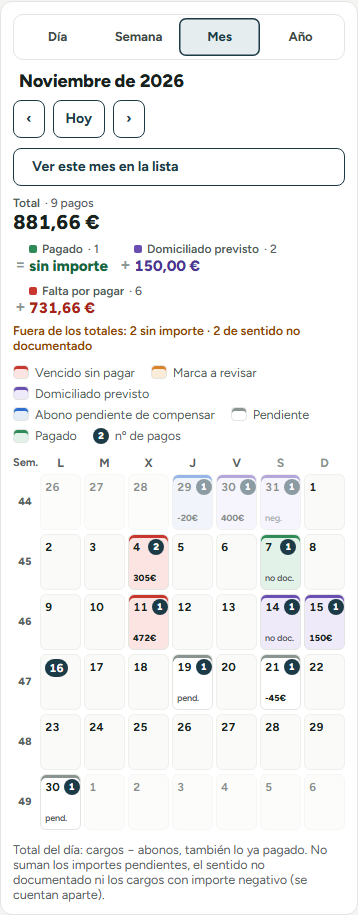 Día Semana Mes Año
Noviembre de 2026
‹ Hoy ›
Ver este mes en la lista
Total · 9 pagos
881,66 €
Pagado · 1 Domiciliado previsto · 2
= sin importe + 150,00 €
Falta por pagar · 6
+ 731,66 €
Fuera de los totales: 2 sin importe · 2 de sentido no
documentado
Vencido sin pagar Marca a revisar
Domiciliado previsto
Abono pendiente de compensar Pendiente
Pagado 2 nº de pagos
Sem. L M X J V S D
44 26 27 28 29 1 30 1 31 1 1
-20€ 400€ neg.
45 2 3 4 2 5 6 7 1 8
305€ no doc.
46 9 10 11 1 12 13 14 1 15 1
472€ no doc. 150€
47 16 17 18 19 1 20 21 1 22
pend. -45€
48 23 24 25 26 27 28 29
49 30 1 1 2 3 4 5 6
pend.
Total del día: cargos − abonos, también lo ya pagado. No
suman los importes pendientes, el sentido no
documentado ni los cargos con importe negativo (se
cuentan aparte).